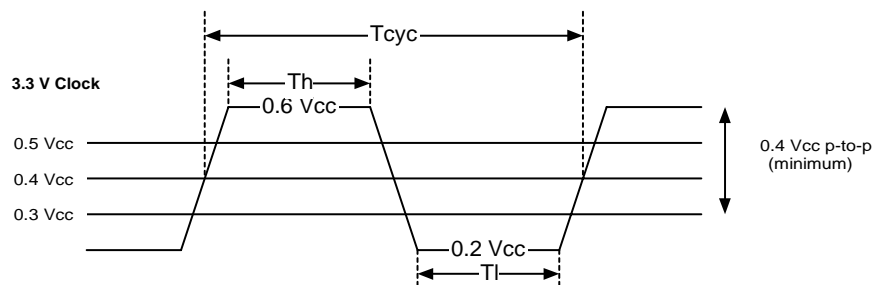 Tcyc
3.3 V Clock
Th
0.6 Vcc
0.5 Vcc
0.4 Vcc p-to-p
(minimum)
0.4 Vcc
0.3 Vcc
0.2 Vcc
Tl